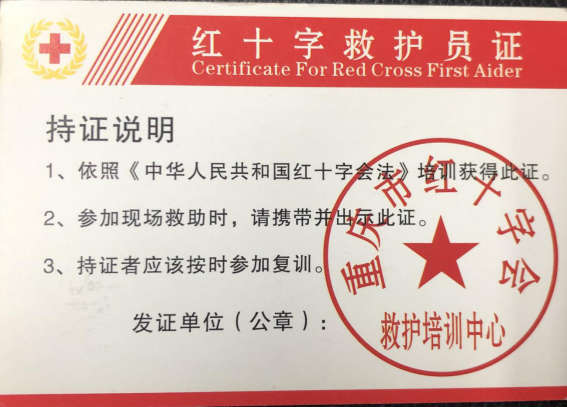 红十字救护员证
Certificate For Red Cross First Aider
持证说明
1、依照《中华人民共和国红十字会法》培训获得此证。
2、参加现场救助时，请携带并出示此证。
3、持证者应该按时参加复训。
发证单位（公章）：
重庆市红十字会
救护培训中心